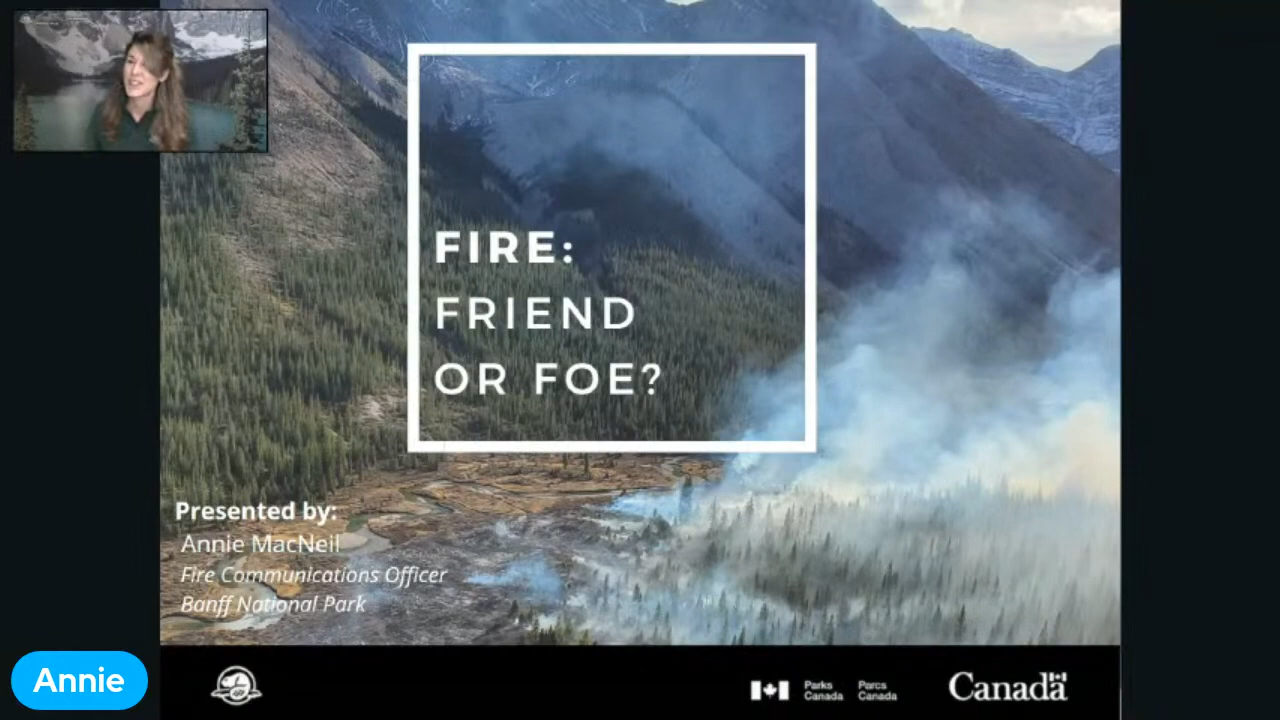 FIRE:
FRIEND
OR FOE?
Presented by:
Annie MacNeil
Fire Communications Officer
Banff National Park
Annie
Parks Canada
Parcs Canada
Canada